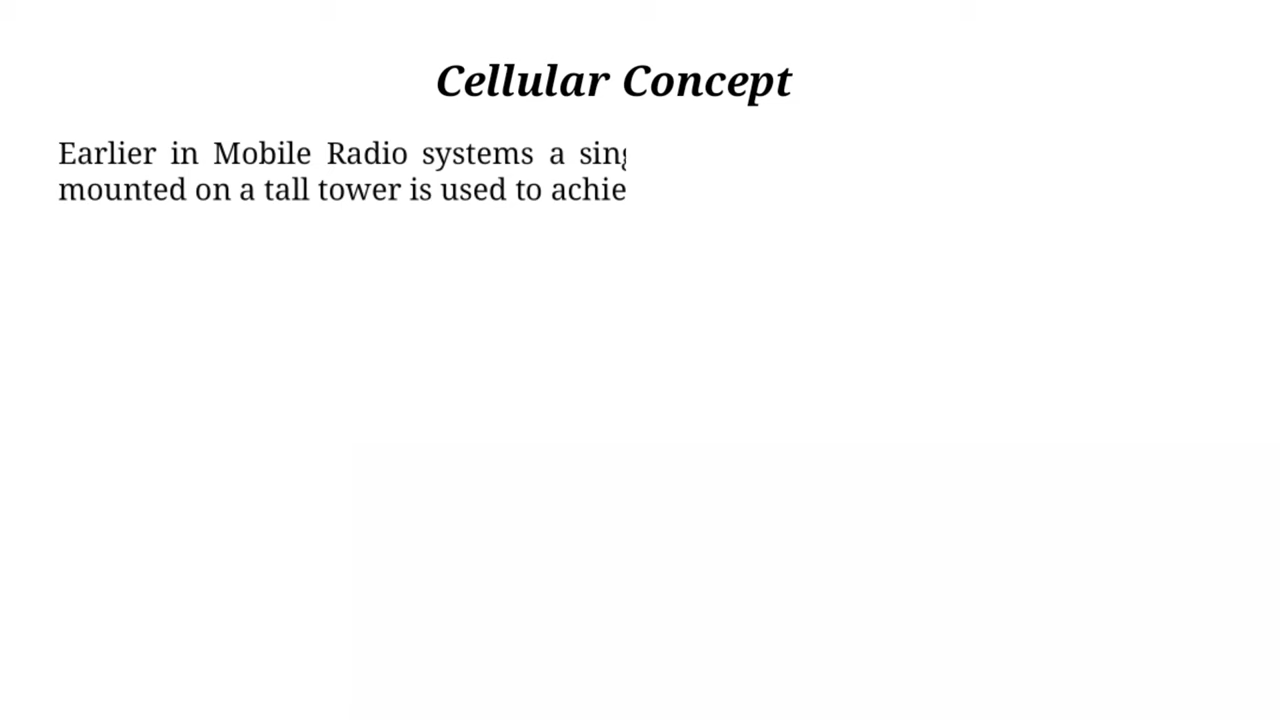 Cellular Concept
Earlier in Mobile Radio systems a
mounted on a tall tower is used to